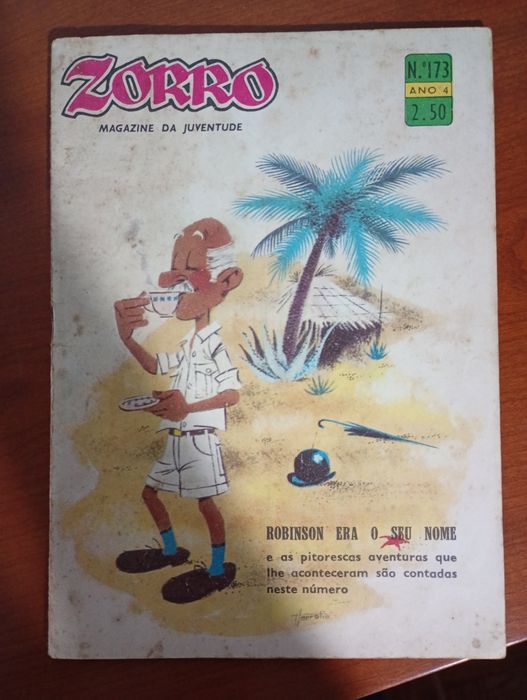 ZORRO
MAGAZINE DA JUVENTUDE
N.º 173
ANO 4
2.50
ROBINSON ERA O SEU NOME
e as pitorescas aventuras que
lhe aconteceram são contadas
neste número